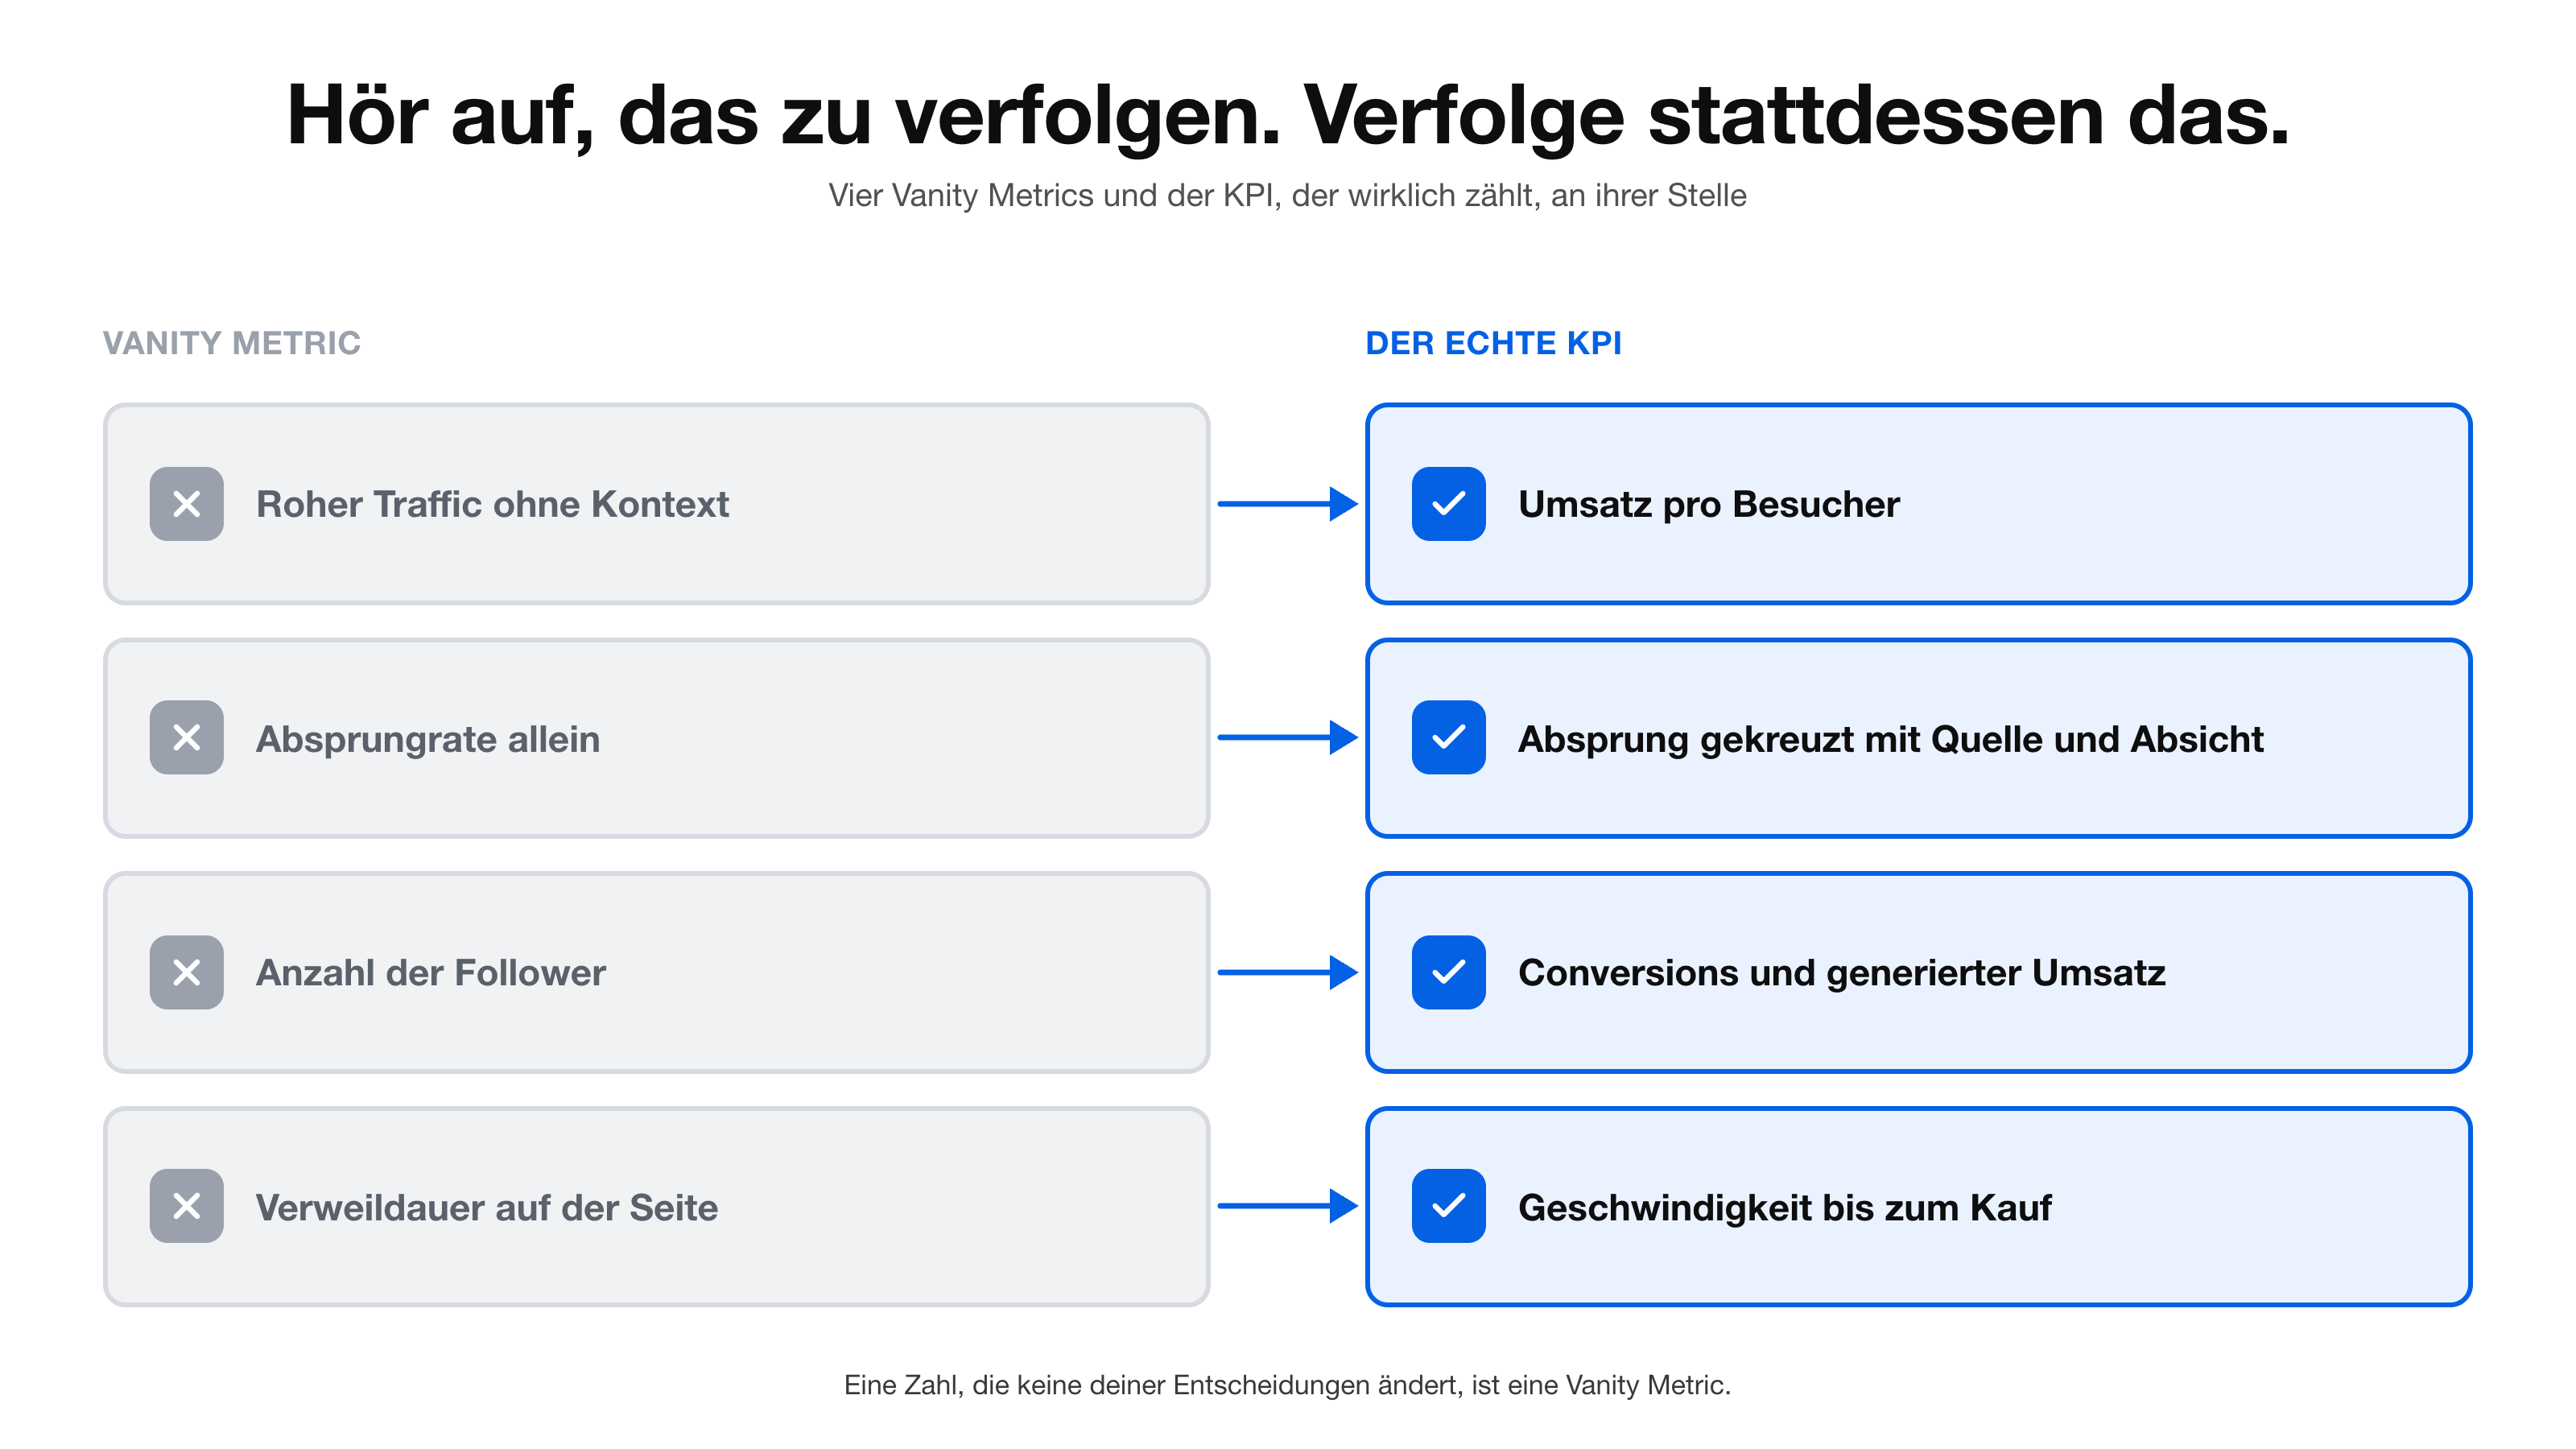 Hör auf, das zu verfolgen. Verfolge stattdessen das.
Vier Vanity Metrics und der KPI, der wirklich zählt, an ihrer Stelle
VANITY METRIC
DER ECHTE KPI
Roher Traffic ohne Kontext
Umsatz pro Besucher
Absprungrate allein
Absprung gekreuzt mit Quelle und Absicht
Anzahl der Follower
Conversions und generierter Umsatz
Verweildauer auf der Seite
Geschwindigkeit bis zum Kauf
Eine Zahl, die keine deiner Entscheidungen ändert, ist eine Vanity Metric.